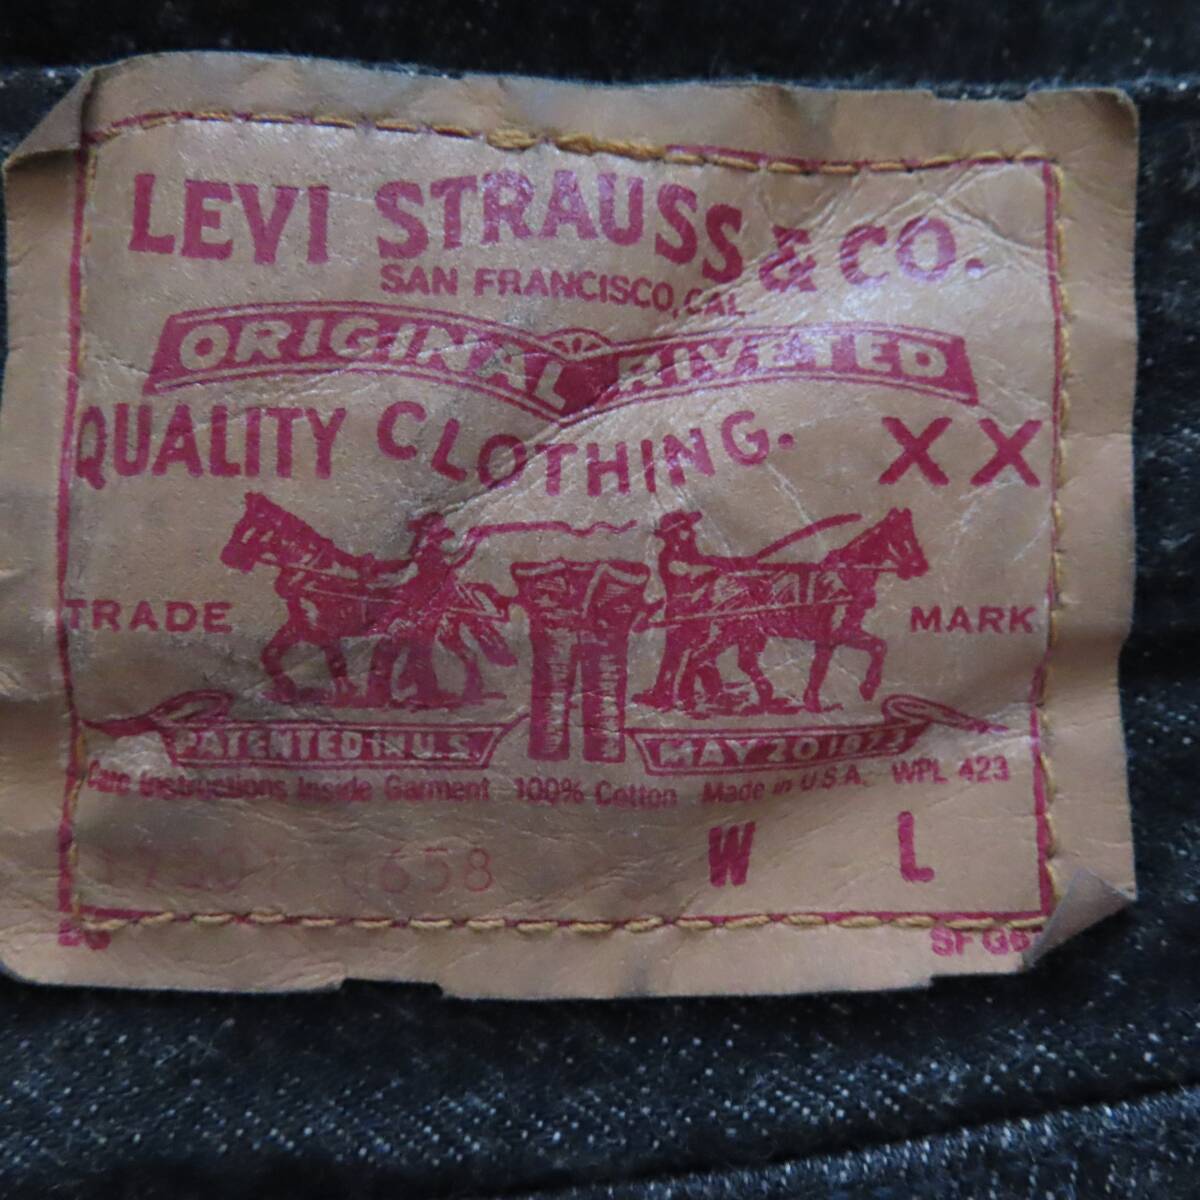 LEVI STRAUSS & CO.
SAN FRANCISCO, CAL.
ORIGINAL RIVETED
QUALITY CLOTHING. XX
TRADE MARK
PATENTED IN U.S. MAY 20 1873
Care Instructions Inside Garment 100% Cotton Made in U.S.A. WPL 423
W L